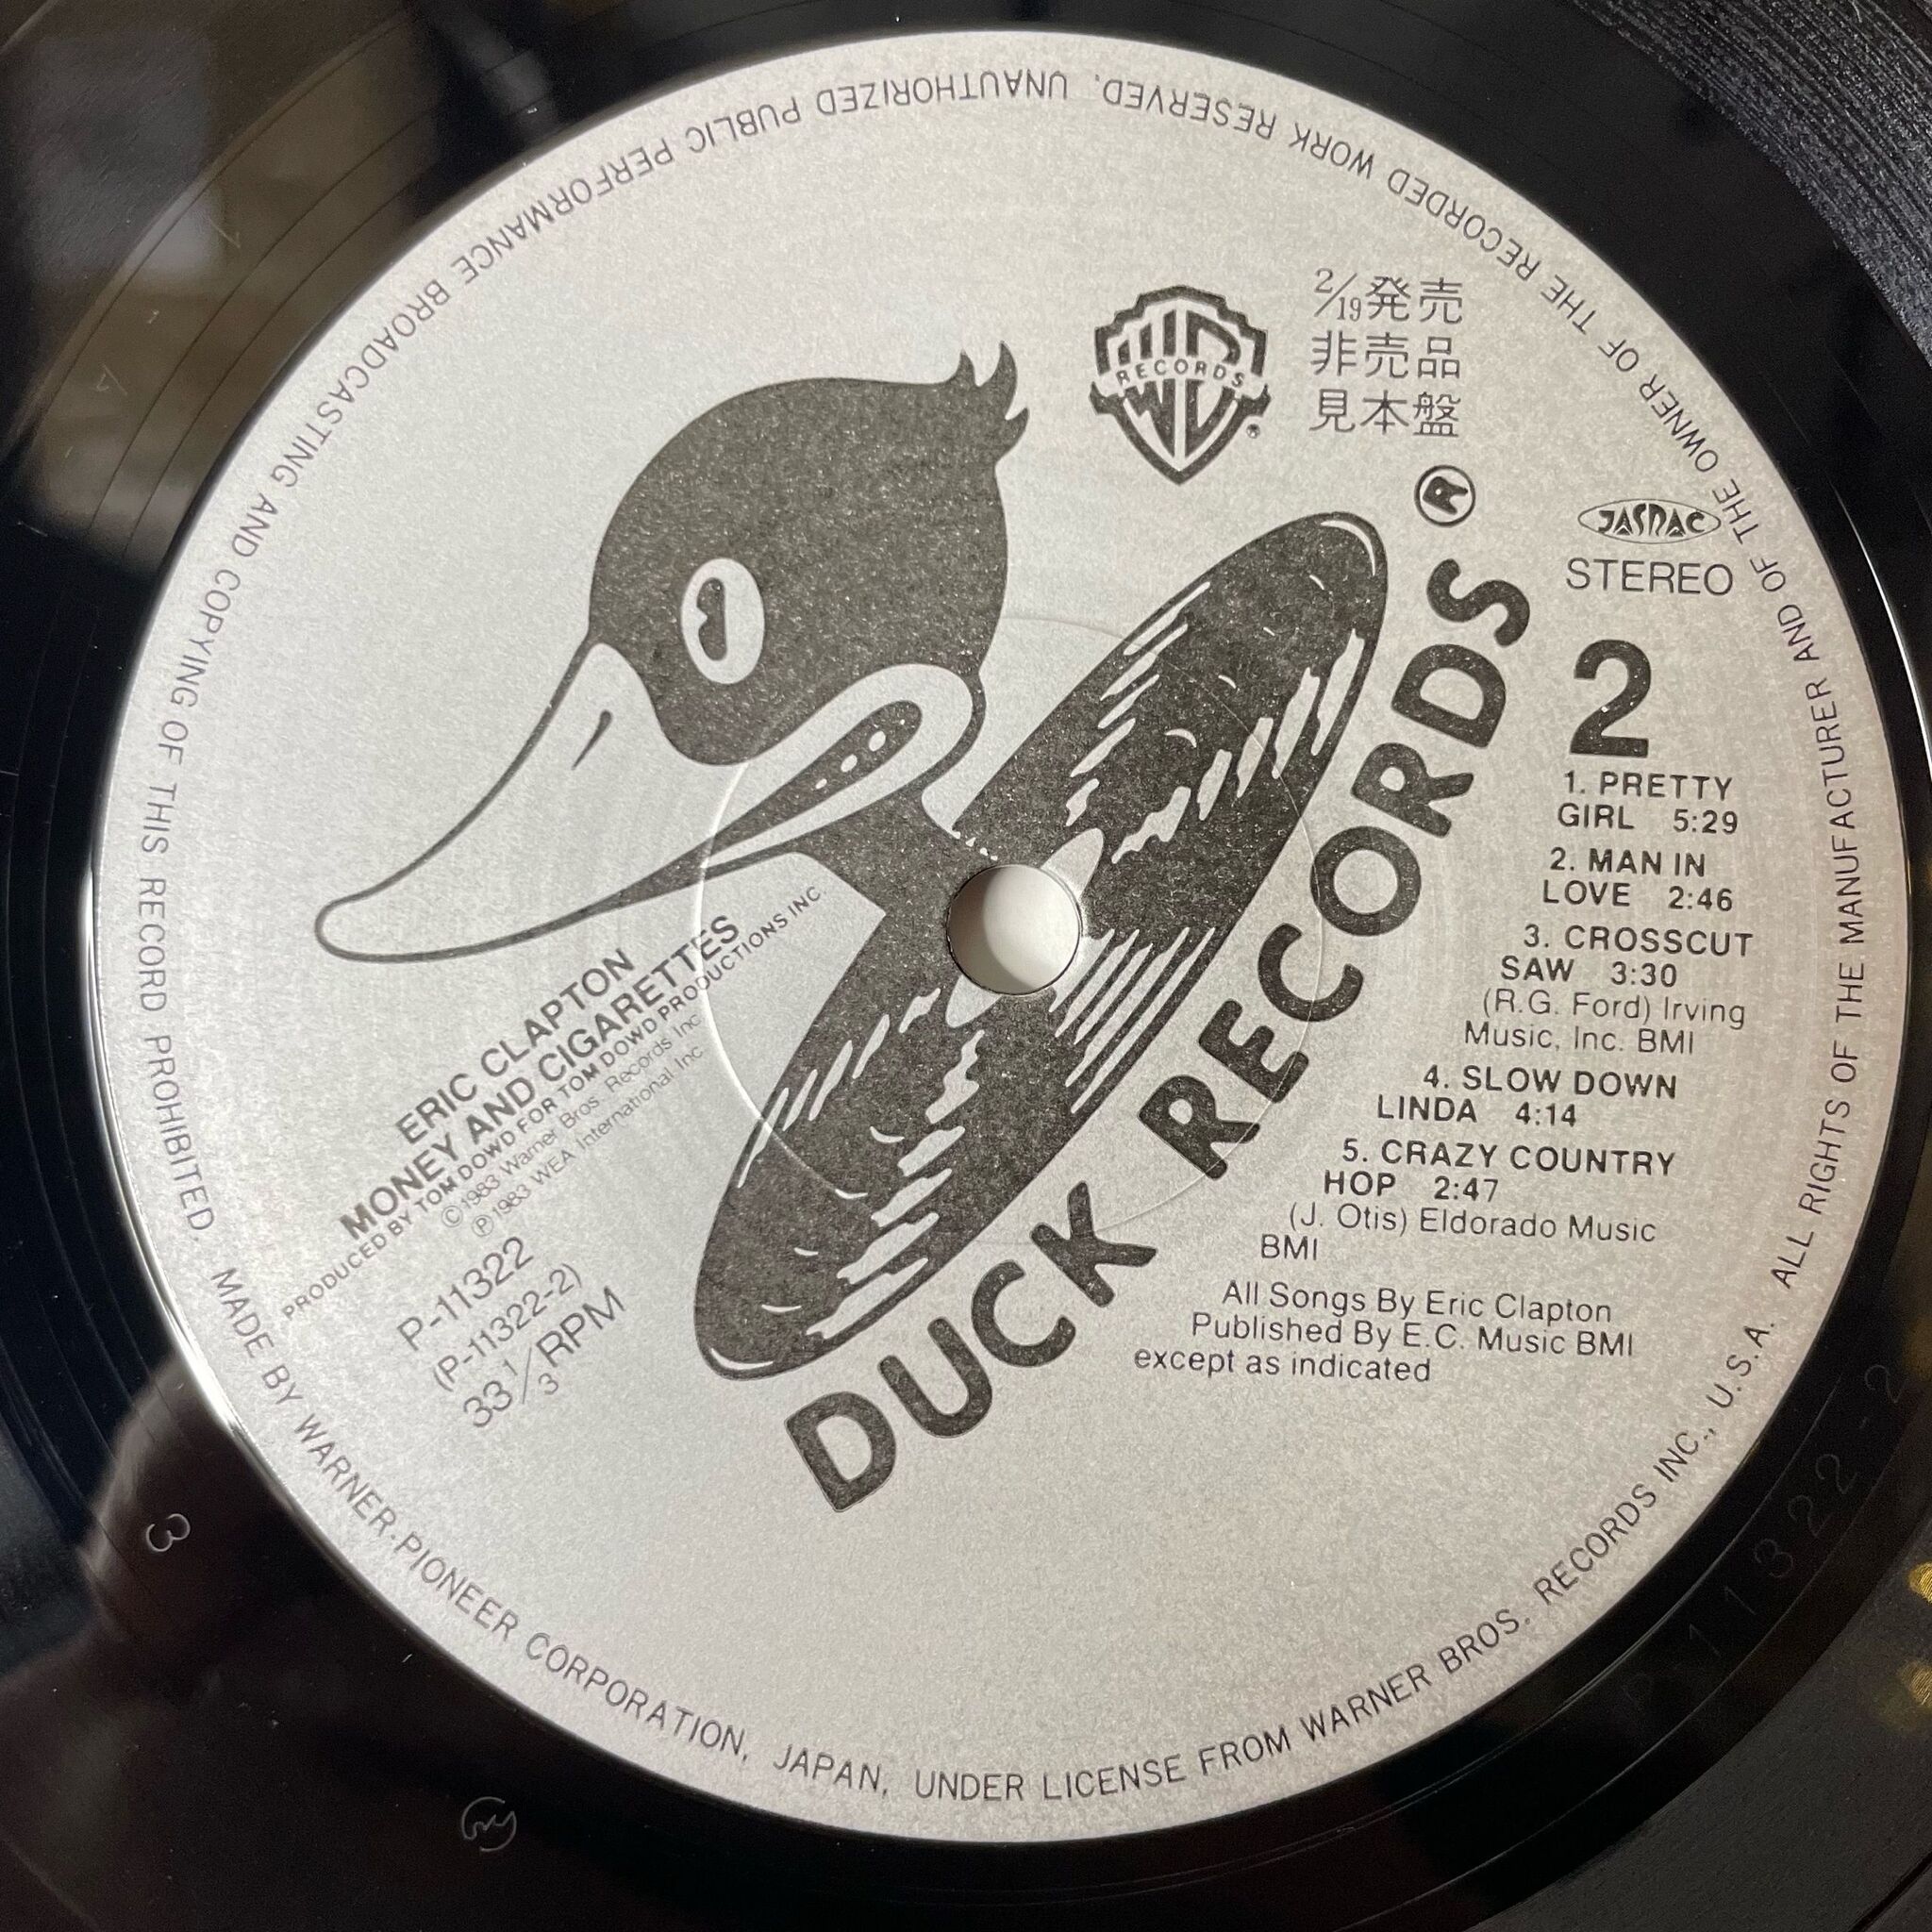 2/19発売
非売品
見本盤
RECORDS
®
JASRAC
STEREO
2
1. PRETTY
GIRL 5:29
2. MAN IN
LOVE 2:46
3. CROSSCUT
SAW 3:30
(R.G. Ford) Irving
Music, Inc. BMI
4. SLOW DOWN
LINDA 4:14
5. CRAZY COUNTRY
HOP 2:47
(J. Otis) Eldorado Music
BMI
All Songs By Eric Clapton
Published By E.C. Music BMI
except as indicated
DUCK RECORDS®
ERIC CLAPTON
MONEY AND CIGARETTES
PRODUCED BY TOM DOWD FOR TOM DOWD PRODUCTIONS INC
©1983 Warner Bros. Records Inc
℗1983 WEA International Inc
P-11322
(P-11322-2)
33 1/3 RPM
MADE BY WARNER-PIONEER CORPORATION, JAPAN, UNDER LICENSE FROM WARNER BROS. RECORDS INC., U.S.A. ALL RIGHTS OF THE MANUFACTURER AND OF THE OWNER OF THE RECORDED WORK RESERVED. UNAUTHORIZED PUBLIC PERFORMANCE BROADCASTING AND COPYING OF THIS RECORD PROHIBITED.
P-11322-2
3